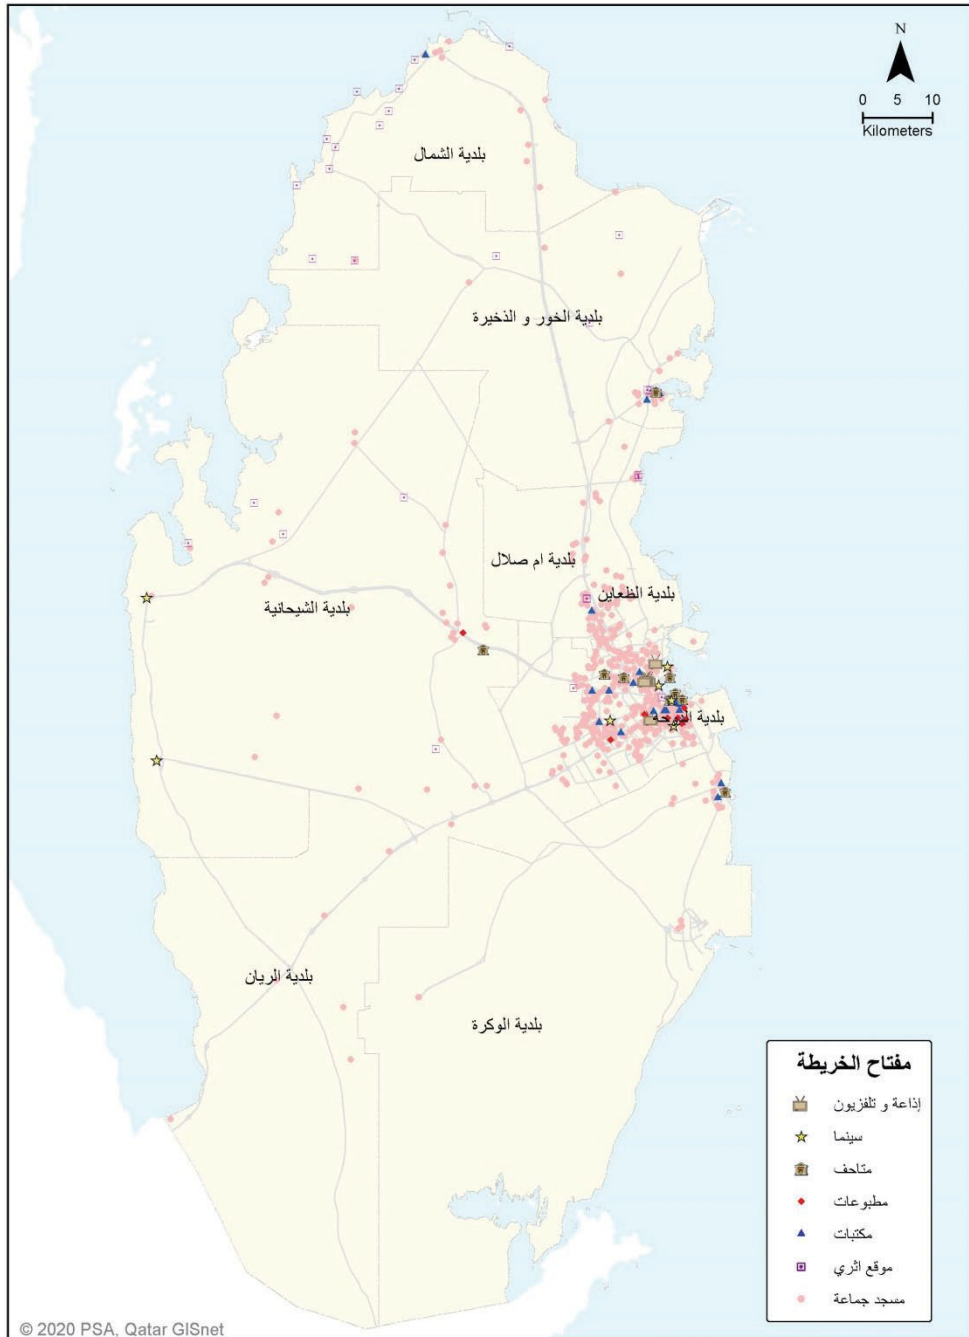 N
0 5 10
Kilometers
بلدية الشمال
بلدية الخور و الذخيرة
بلدية ام صلال
بلدية الظعاين
بلدية الشيحانية
بلدية الدوحة
بلدية الريان
بلدية الوكرة
مفتاح الخريطة
إذاعة و تلفزيون
سينما
متاحف
مطبوعات
مكتبات
موقع اثري
مسجد جماعة
© 2020 PSA, Qatar GISnet